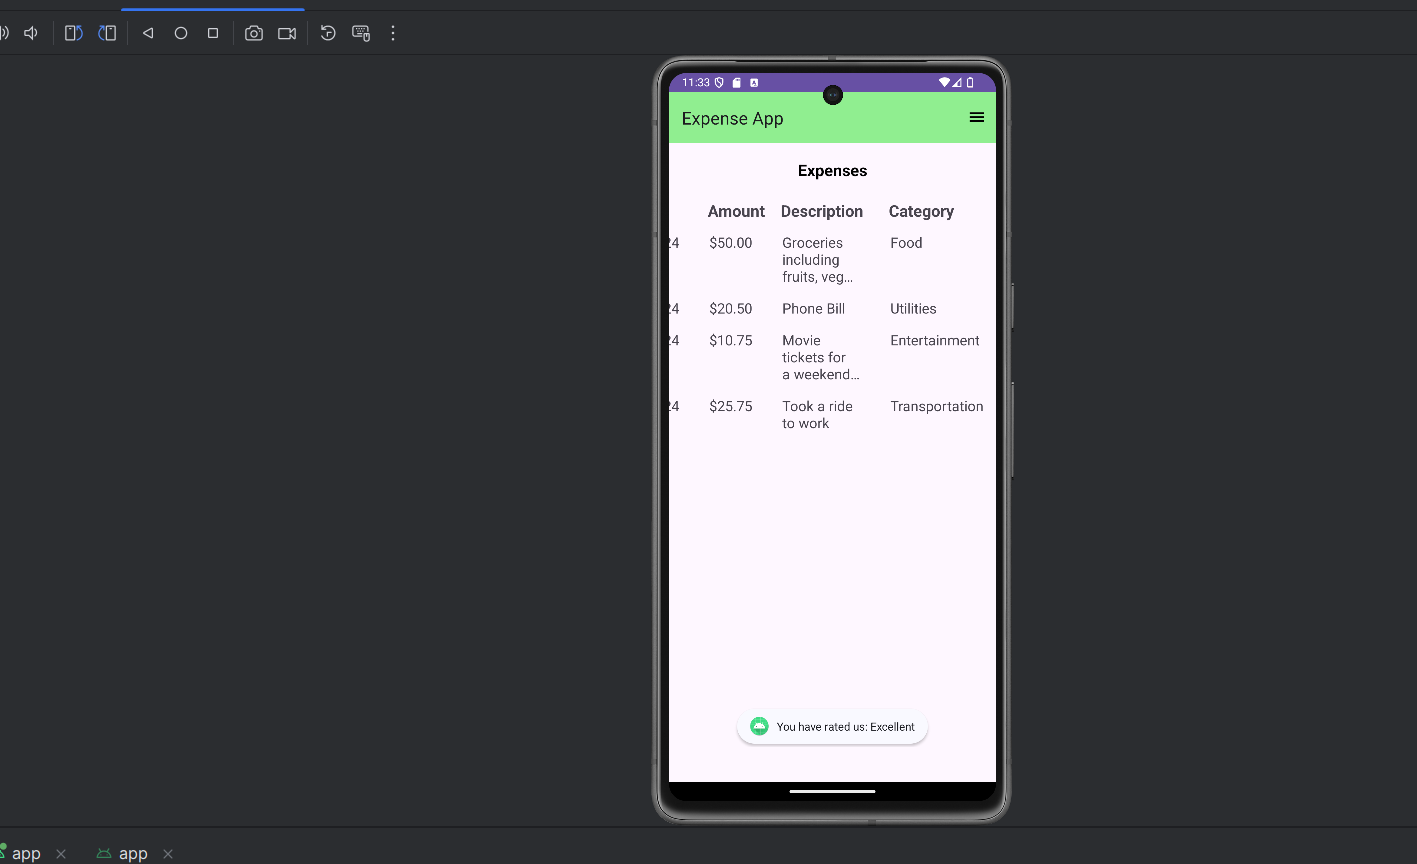 11:33
Expense App
Expenses
Amount Description Category
24 $50.00 Groceries including fruits, veg... Food
24 $20.50 Phone Bill Utilities
24 $10.75 Movie tickets for a weekend... Entertainment
24 $25.75 Took a ride to work Transportation
You have rated us: Excellent
app app